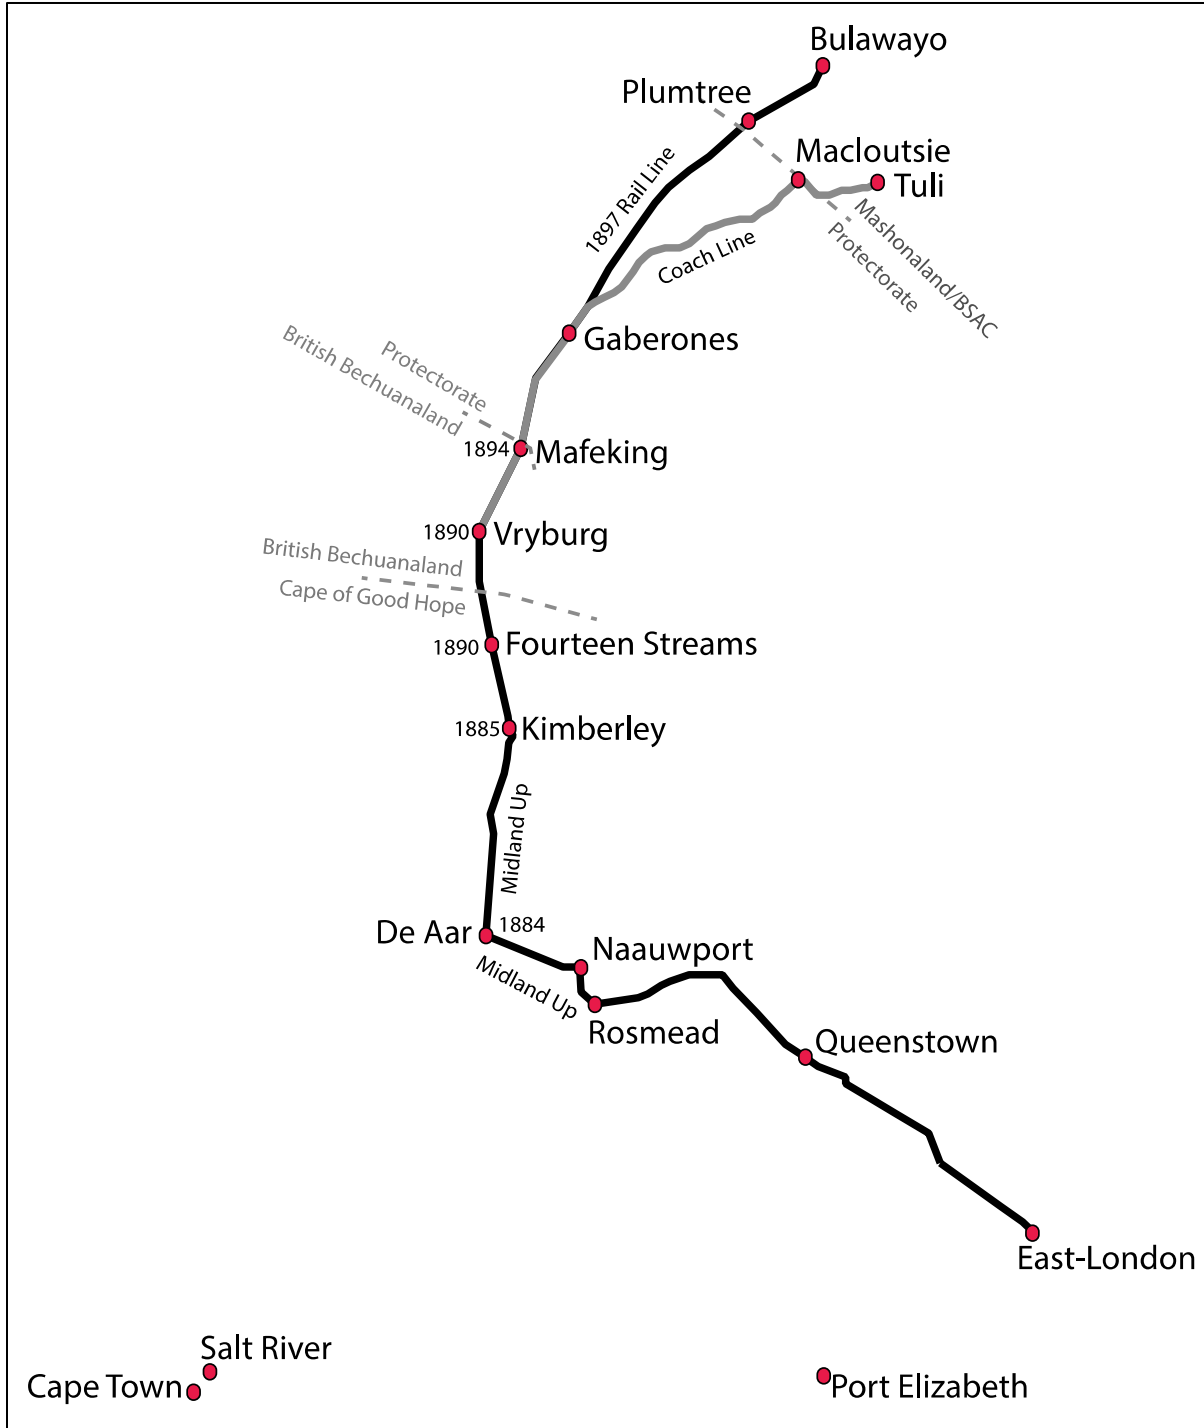 Bulawayo
Plumtree
Macloutsie
Tuli
1897 Rail Line
Coach Line
Mashonaland/BSAC
Protectorate
Gaberones
Protectorate
British Bechuanaland
1894 Mafeking
1890 Vryburg
British Bechuanaland
Cape of Good Hope
1890 Fourteen Streams
1885 Kimberley
Midland Up
De Aar 1884
Naauwport
Midland Up
Rosmead
Queenstown
East-London
Salt River
Cape Town
Port Elizabeth